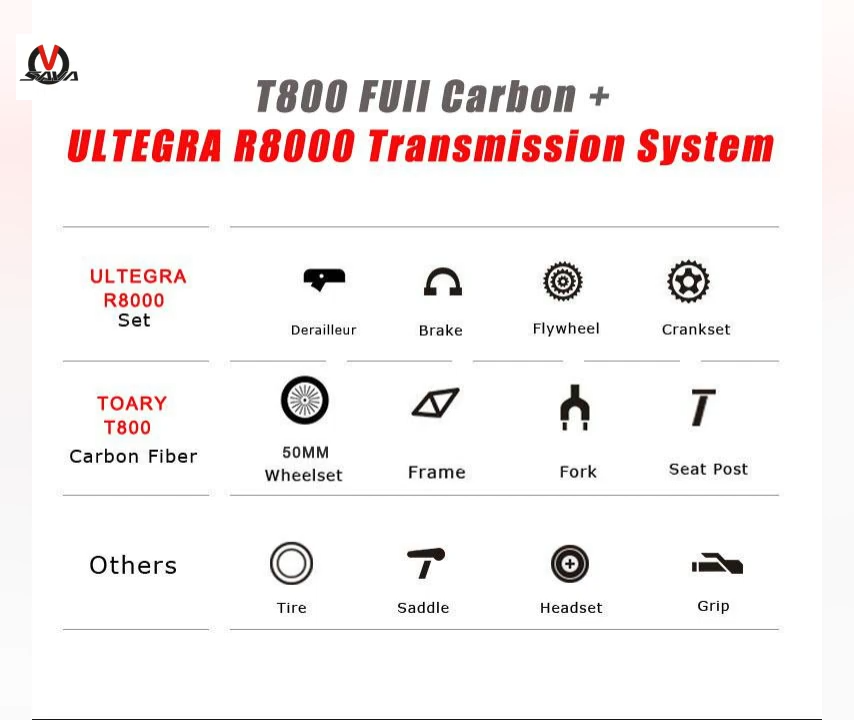 SAVA
T800 FUll Carbon +
ULTEGRA R8000 Transmission System
ULTEGRA
R8000
Set
Derailleur
Brake
Flywheel
Crankset
TOARY
T800
Carbon Fiber
50MM
Wheelset
Frame
Fork
Seat Post
Others
Tire
Saddle
Headset
Grip